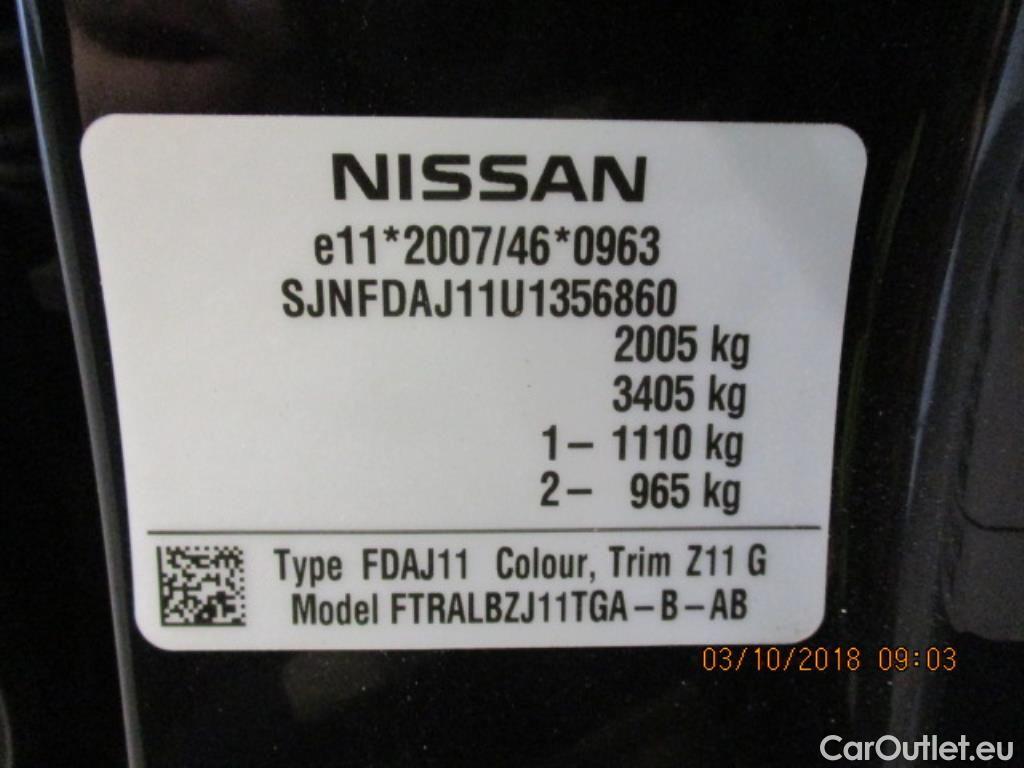 NISSAN
e11*2007/46*0963
SJNFDAJ11U1356860
2005 kg
3405 kg
1– 1110 kg
2– 965 kg
Type FDAJ11 Colour, Trim Z11 G
Model FTRALBZJ11TGA–B–AB
03/10/2018 09:03
CarOutlet.eu